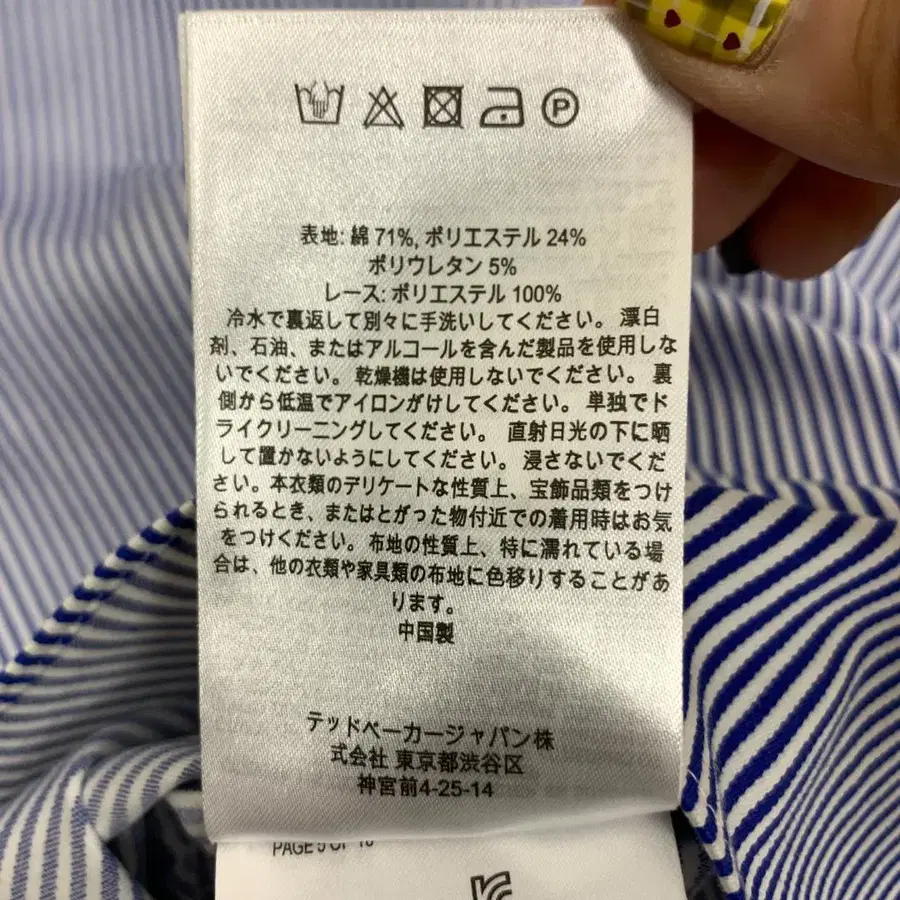 P
表地: 綿 71%, ポリエステル 24%
ポリウレタン 5%
レース: ポリエステル 100%
冷水で裏返して別々に手洗いしてください。 漂白
剤、石油、またはアルコールを含んだ製品を使用しな
いでください。 乾燥機は使用しないでください。 裏
側から低温でアイロンがけしてください。 単独でド
ライクリーニングしてください。 直射日光の下に晒
して置かないようにしてください。 浸さないでくだ
さい。本衣類のデリケートな性質上、宝飾品類をつけ
られるとき、またはとがった物付近での着用時はお気
をつけください。布地の性質上、特に濡れている場
合は、他の衣類や家具類の布地に色移りすることがあ
ります。
中国製
テッドベーカージャパン株
式会社 東京都渋谷区
神宮前4-25-14
PAGE 5 OF 10